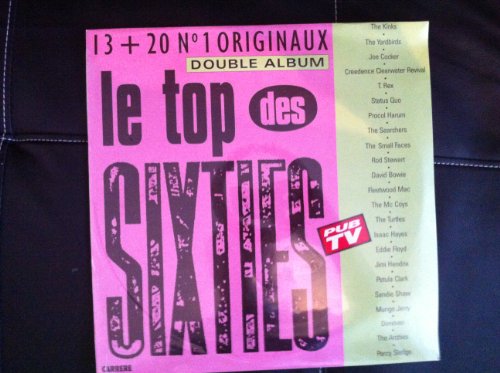 13 + 20 N°1 ORIGINAUX
DOUBLE ALBUM
le top des
SIXTIES
PUB TV
CARRERE
The Kinks
The Yardbirds
Joe Cocker
Creedence Clearwater Revival
T. Rex
Status Quo
Procol Harum
The Searchers
The Small Faces
Rod Stewart
David Bowie
Fleetwood Mac
The Mc Coys
The Turtles
Isaac Hayes
Eddie Floyd
Jimi Hendrix
Petula Clark
Sandie Shaw
Mungo Jerry
Donovan
The Archies
Percy Sledge